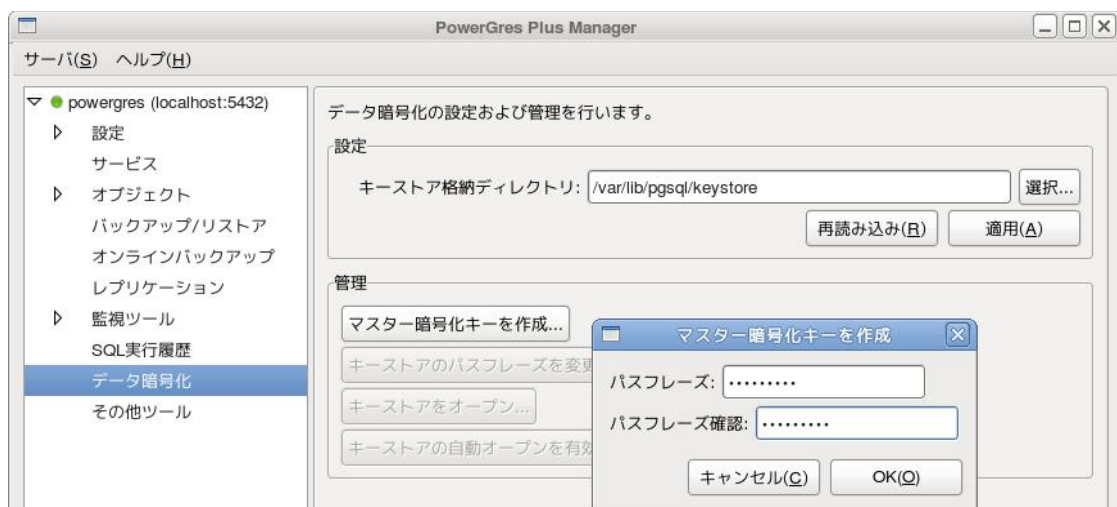 PowerGres Plus Manager
サーバ(S) ヘルプ(H)
powergres (localhost:5432)
設定
サービス
オブジェクト
バックアップ/リストア
オンラインバックアップ
レプリケーション
監視ツール
SQL実行履歴
データ暗号化
その他ツール
データ暗号化の設定および管理を行います。
設定
キーストア格納ディレクトリ: /var/lib/pgsql/keystore 選択...
再読み込み(R) 適用(A)
管理
マスター暗号化キーを作成...
キーストアのパスフレーズを変更
キーストアをオープン...
キーストアの自動オープンを有効
マスター暗号化キーを作成
パスフレーズ: •••••••••
パスフレーズ確認: •••••••••
キャンセル(C) OK(O)